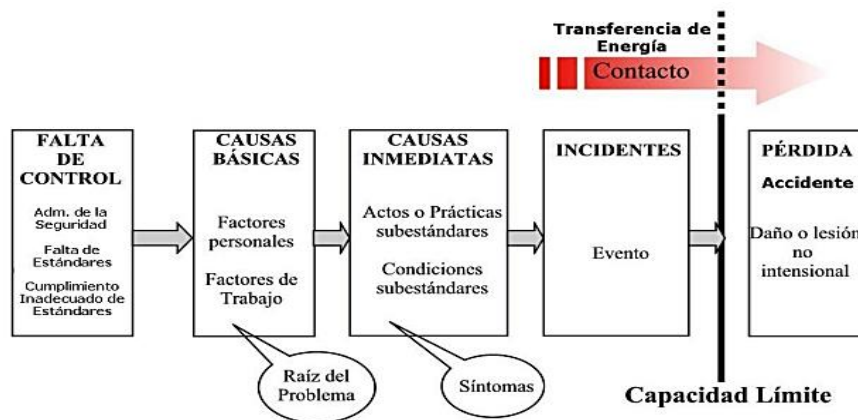 Transferencia de
Energía
Contacto
FALTA
DE
CONTROL
Adm. de la
Seguridad
Falta de
Estándares
Cumplimiento
Inadecuado de
Estándares
CAUSAS
BÁSICAS
Factores
personales
Factores de
Trabajo
Raíz del
Problema
CAUSAS
INMEDIATAS
Actos o Prácticas
subestándares
Condiciones
subestándares
Síntomas
INCIDENTES
Evento
PÉRDIDA
Accidente
Daño o lesión
no
intensional
Capacidad Límite